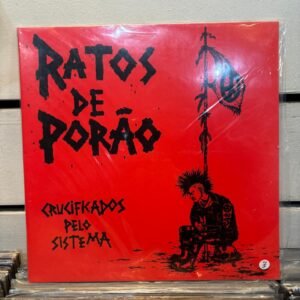 RATOS
DE
PORÃO
CRUCIFICADOS
PELO
SISTEMA